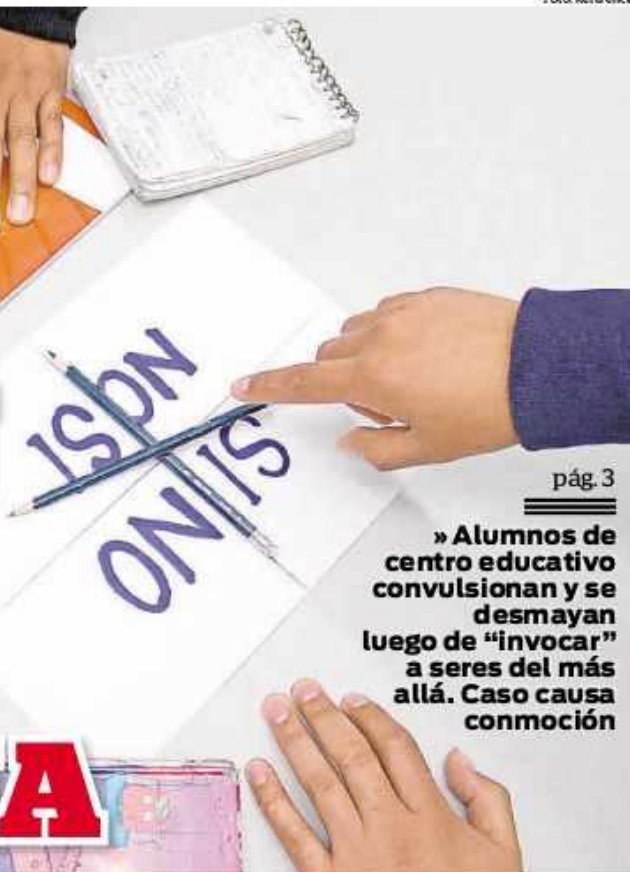 NO
SI
SI
NO
pág. 3
» Alumnos de
centro educativo
convulsionan y se
desmayan
luego de “invocar”
a seres del más
allá. Caso causa
conmoción
A